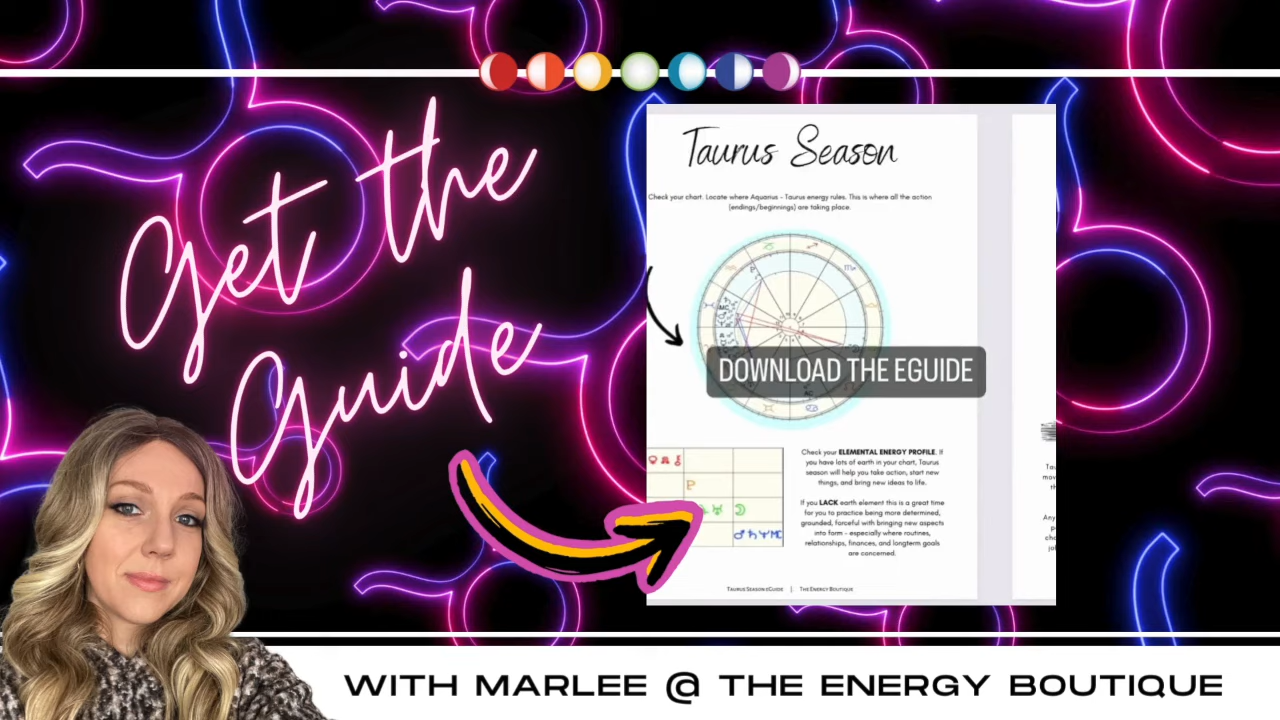 Get the
Guide
Taurus Season
Check your chart. Locate where Aquarius - Taurus energy rules. This is where all the action
(endings/beginnings) are taking place.
DOWNLOAD THE EGUIDE
Check your ELEMENTAL ENERGY PROFILE. If
you have lots of earth in your chart, Taurus
season will help you take action, start new
things, and bring new ideas to life.
If you LACK earth element this is a great time
for you to practice being more determined,
grounded, forceful with bringing new aspects
into form - especially where routines,
relationships, finances, and longterm goals
are concerned.
TAURUS SEASON EGUIDE | THE ENERGY BOUTIQUE
WITH MARLEE @ THE ENERGY BOUTIQUE